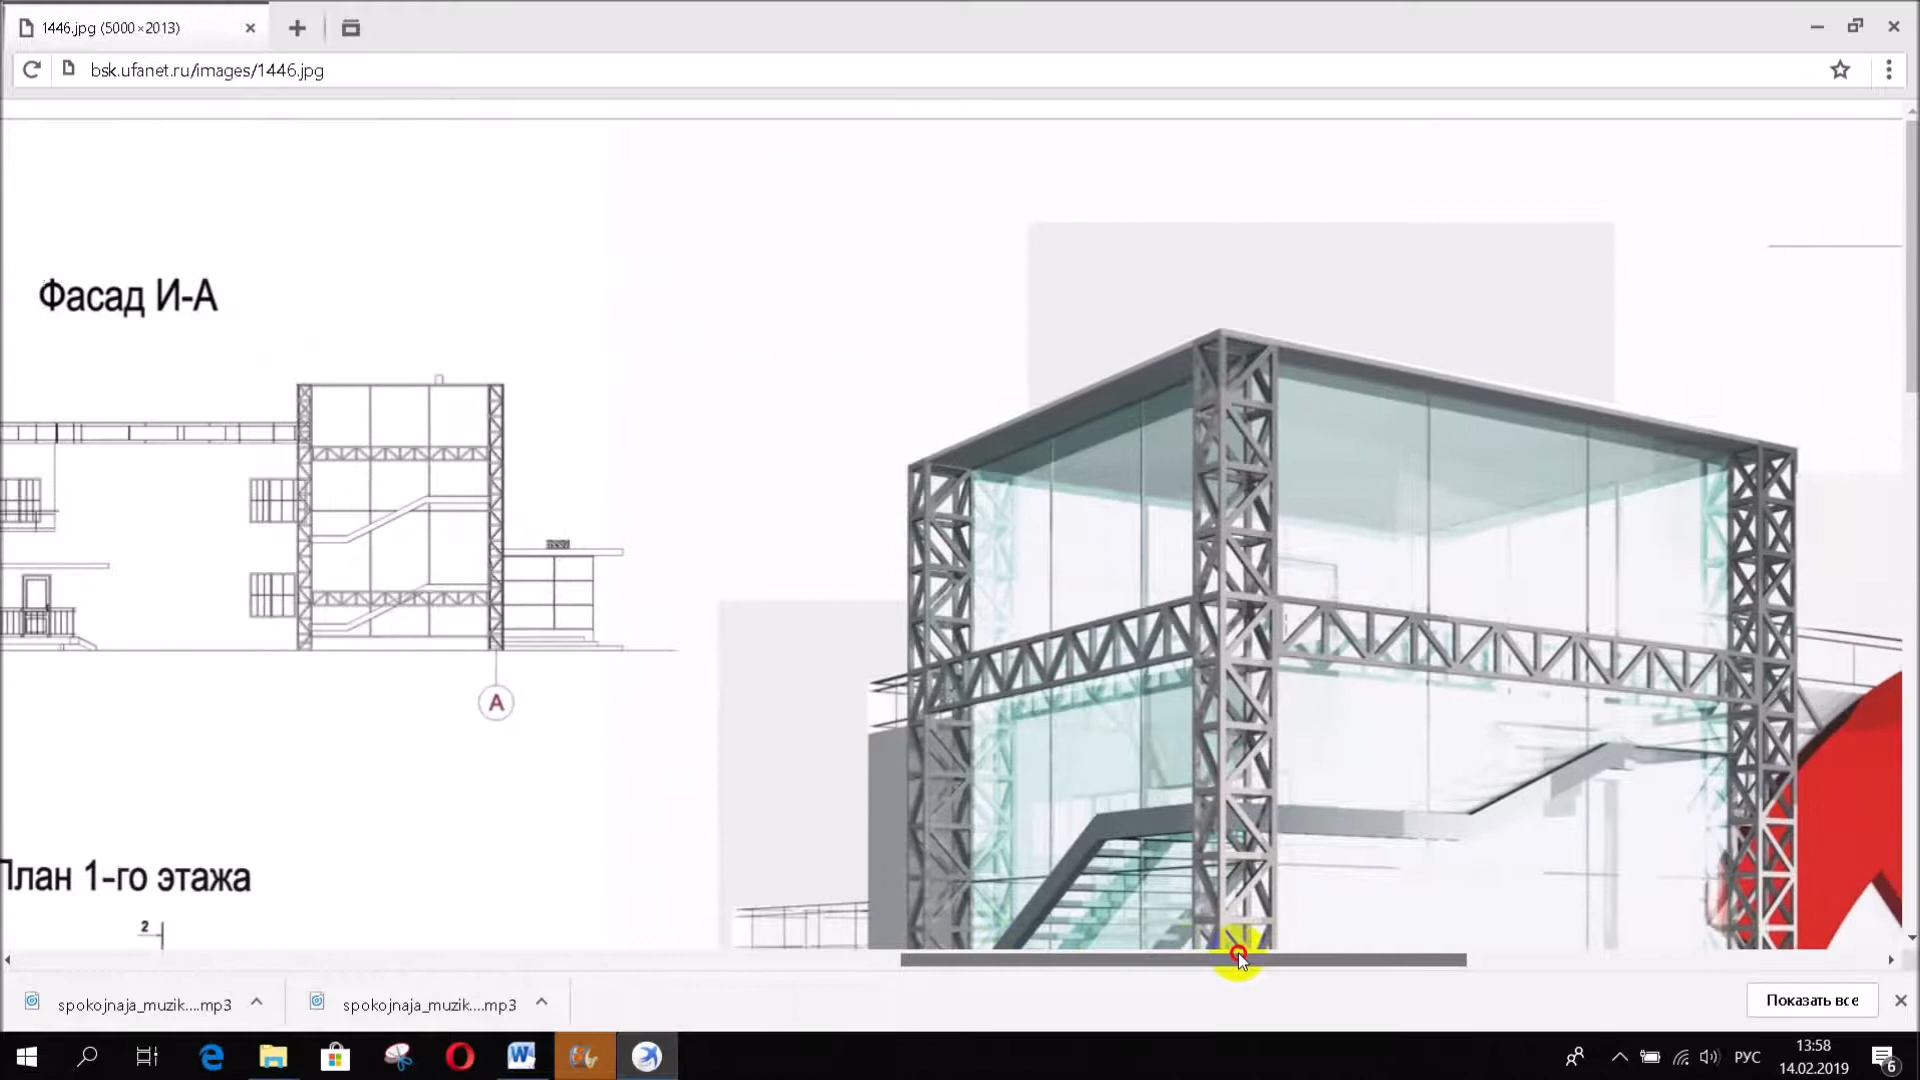 1446.jpg (5000×2013)
bsk.ufanet.ru/images/1446.jpg
Фасад И-А
А
План 1-го этажа
2
spokojnaja_muzik....mp3
spokojnaja_muzik....mp3
Показать все
РУС
13:58
14.02.2019
6